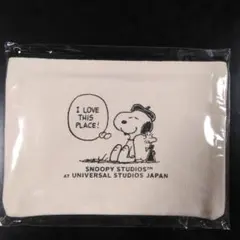 I LOVE
THIS
PLACE!
SNOOPY STUDIOS™
AT UNIVERSAL STUDIOS JAPAN